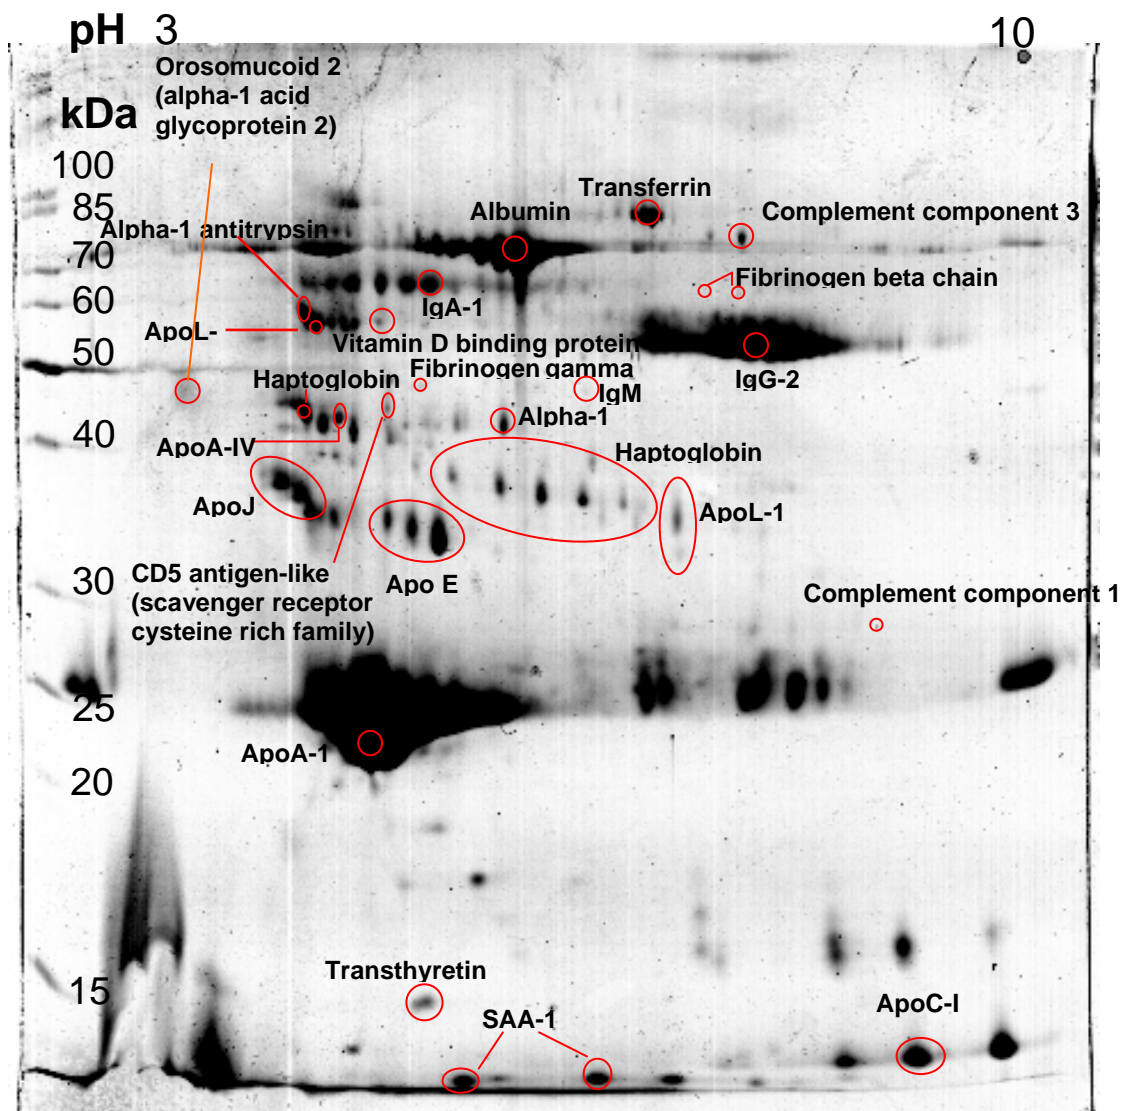 pH 3 10
Orosomucoid 2
(alpha-1 acid
glycoprotein 2)
kDa
100
Transferrin
85
Albumin
Complement component 3
Alpha-1 antitrypsin
70
Fibrinogen beta chain
60
IgA-1
ApoL-
Vitamin D binding protein
50
Fibrinogen gamma
Haptoglobin
IgG-2
IgM
Alpha-1
40
ApoA-IV
Haptoglobin
ApoJ
ApoL-1
30
CD5 antigen-like
(scavenger receptor
cysteine rich family)
Apo E
Complement component 1
25
ApoA-1
20
Transthyretin
15
SAA-1
ApoC-I